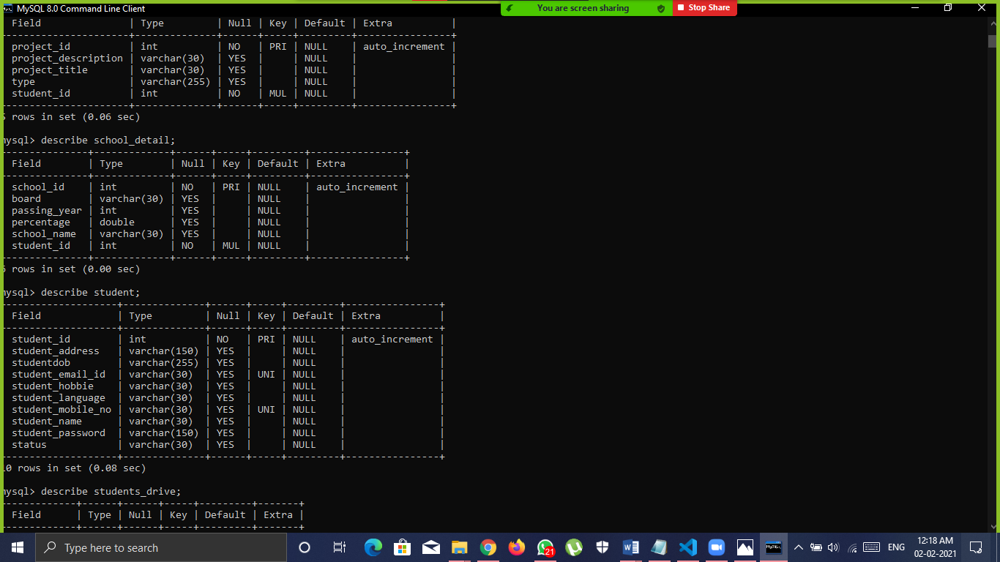 MySQL 8.0 Command Line Client
You are screen sharing
Stop Share
Field | Type | Null | Key | Default | Extra |
--------------------+--------------+------+-----+---------+----------------+
project_id | int | NO | PRI | NULL | auto_increment |
project_description | varchar(30) | YES | | NULL | |
project_title | varchar(30) | YES | | NULL | |
type | varchar(255) | YES | | NULL | |
student_id | int | NO | MUL | NULL | |
--------------------+--------------+------+-----+---------+----------------+
rows in set (0.06 sec)
mysql> describe school_detail;
-------------+-------------+------+-----+---------+----------------+
Field | Type | Null | Key | Default | Extra |
-------------+-------------+------+-----+---------+----------------+
school_id | int | NO | PRI | NULL | auto_increment |
board | varchar(30) | YES | | NULL | |
passing_year | int | YES | | NULL | |
percentage | double | YES | | NULL | |
school_name | varchar(30) | YES | | NULL | |
student_id | int | NO | MUL | NULL | |
-------------+-------------+------+-----+---------+----------------+
rows in set (0.00 sec)
mysql> describe student;
------------------+--------------+------+-----+---------+----------------+
Field | Type | Null | Key | Default | Extra |
------------------+--------------+------+-----+---------+----------------+
student_id | int | NO | PRI | NULL | auto_increment |
student_address | varchar(150) | YES | | NULL | |
studentdob | varchar(255) | YES | | NULL | |
student_email_id | varchar(30) | YES | UNI | NULL | |
student_hobbie | varchar(30) | YES | | NULL | |
student_language | varchar(30) | YES | | NULL | |
student_mobile_no | varchar(30) | YES | UNI | NULL | |
student_name | varchar(30) | YES | | NULL | |
student_password | varchar(150) | YES | | NULL | |
status | varchar(30) | YES | | NULL | |
------------------+--------------+------+-----+---------+----------------+
10 rows in set (0.08 sec)
mysql> describe students_drive;
-----------+------+------+-----+---------+-------+
Field | Type | Null | Key | Default | Extra |
-----------+------+------+-----+---------+-------+
Type here to search
21
MySQL
ENG
12:18 AM
02-02-2021